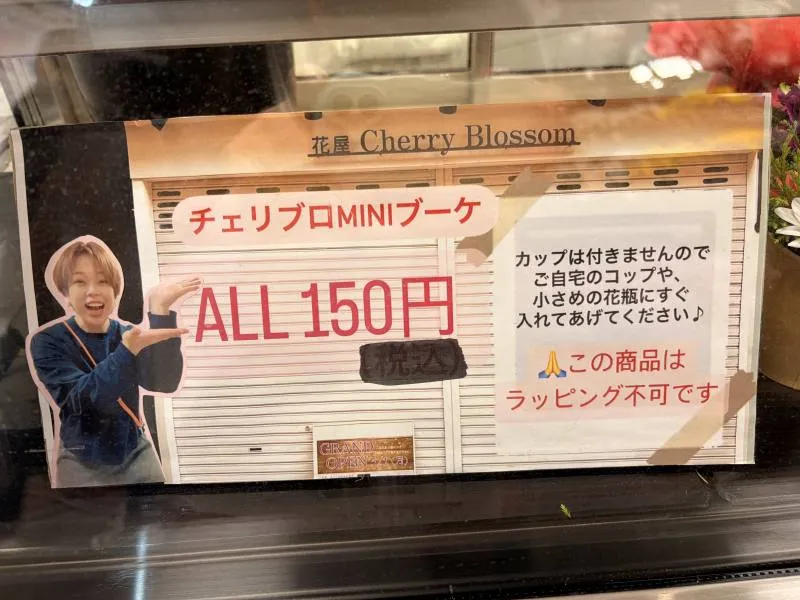 花屋 Cherry Blossom
チェリブロMINIブーケ
ALL 150円
(税込)
カップは付きませんので
ご自宅のコップや、
小さめの花瓶にすぐ
入れてあげてください♪
🙏この商品は
ラッピング不可です
GRAND
OPEN